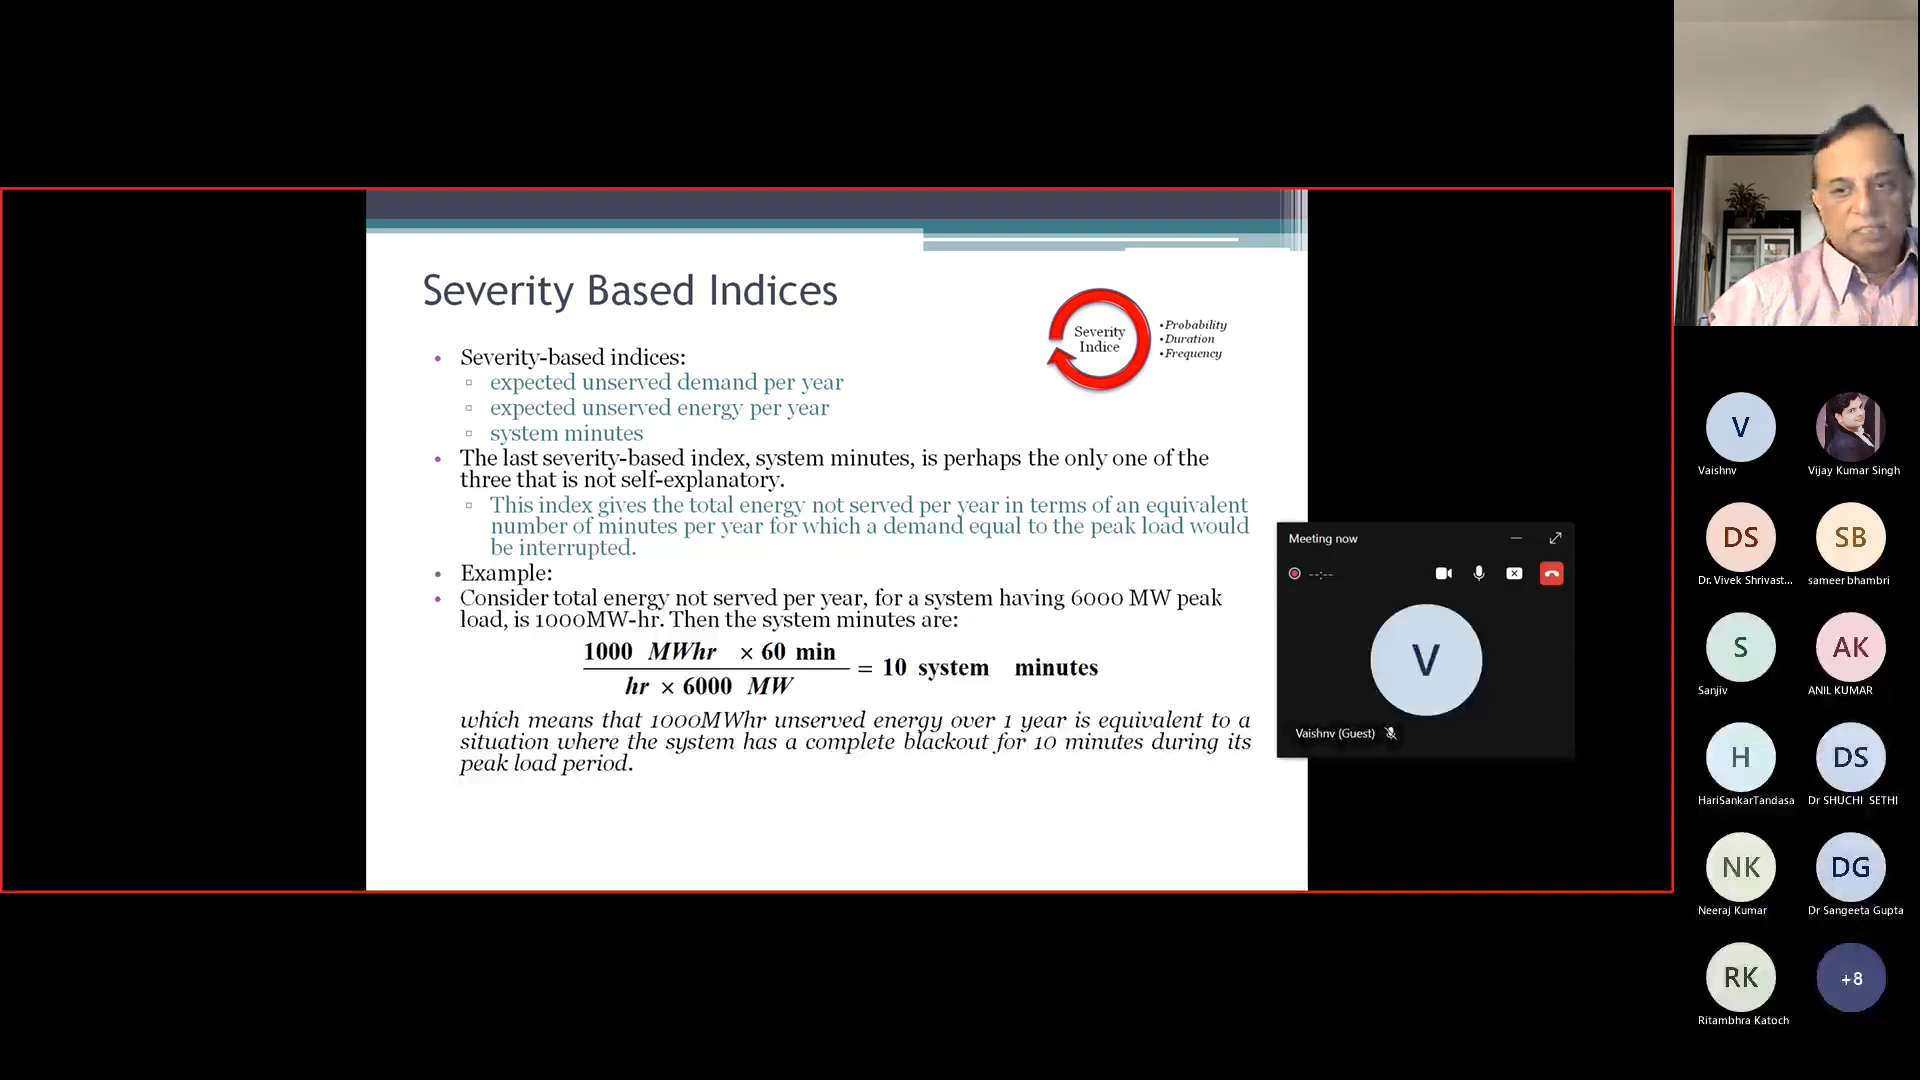 Severity Based Indices
Severity
Indice
•Probability
•Duration
•Frequency
• Severity-based indices:
▫ expected unserved demand per year
▫ expected unserved energy per year
▫ system minutes
• The last severity-based index, system minutes, is perhaps the only one of the
three that is not self-explanatory.
▫ This index gives the total energy not served per year in terms of an equivalent
number of minutes per year for which a demand equal to the peak load would
be interrupted.
• Example:
• Consider total energy not served per year, for a system having 6000 MW peak
load, is 1000MW-hr. Then the system minutes are:
1000 MWhr × 60 min
hr × 6000 MW
= 10 system minutes
which means that 1000MWhr unserved energy over 1 year is equivalent to a
situation where the system has a complete blackout for 10 minutes during its
peak load period.
Meeting now
--:--
V
Vaishnv (Guest)
V
Vaishnv
Vijay Kumar Singh
DS
Dr. Vivek Shrivast...
SB
sameer bhambri
S
Sanjiv
AK
ANIL KUMAR
H
HariSankarTandasa
DS
Dr SHUCHI SETHI
NK
Neeraj Kumar
DG
Dr Sangeeta Gupta
RK
Ritambhra Katoch
+8